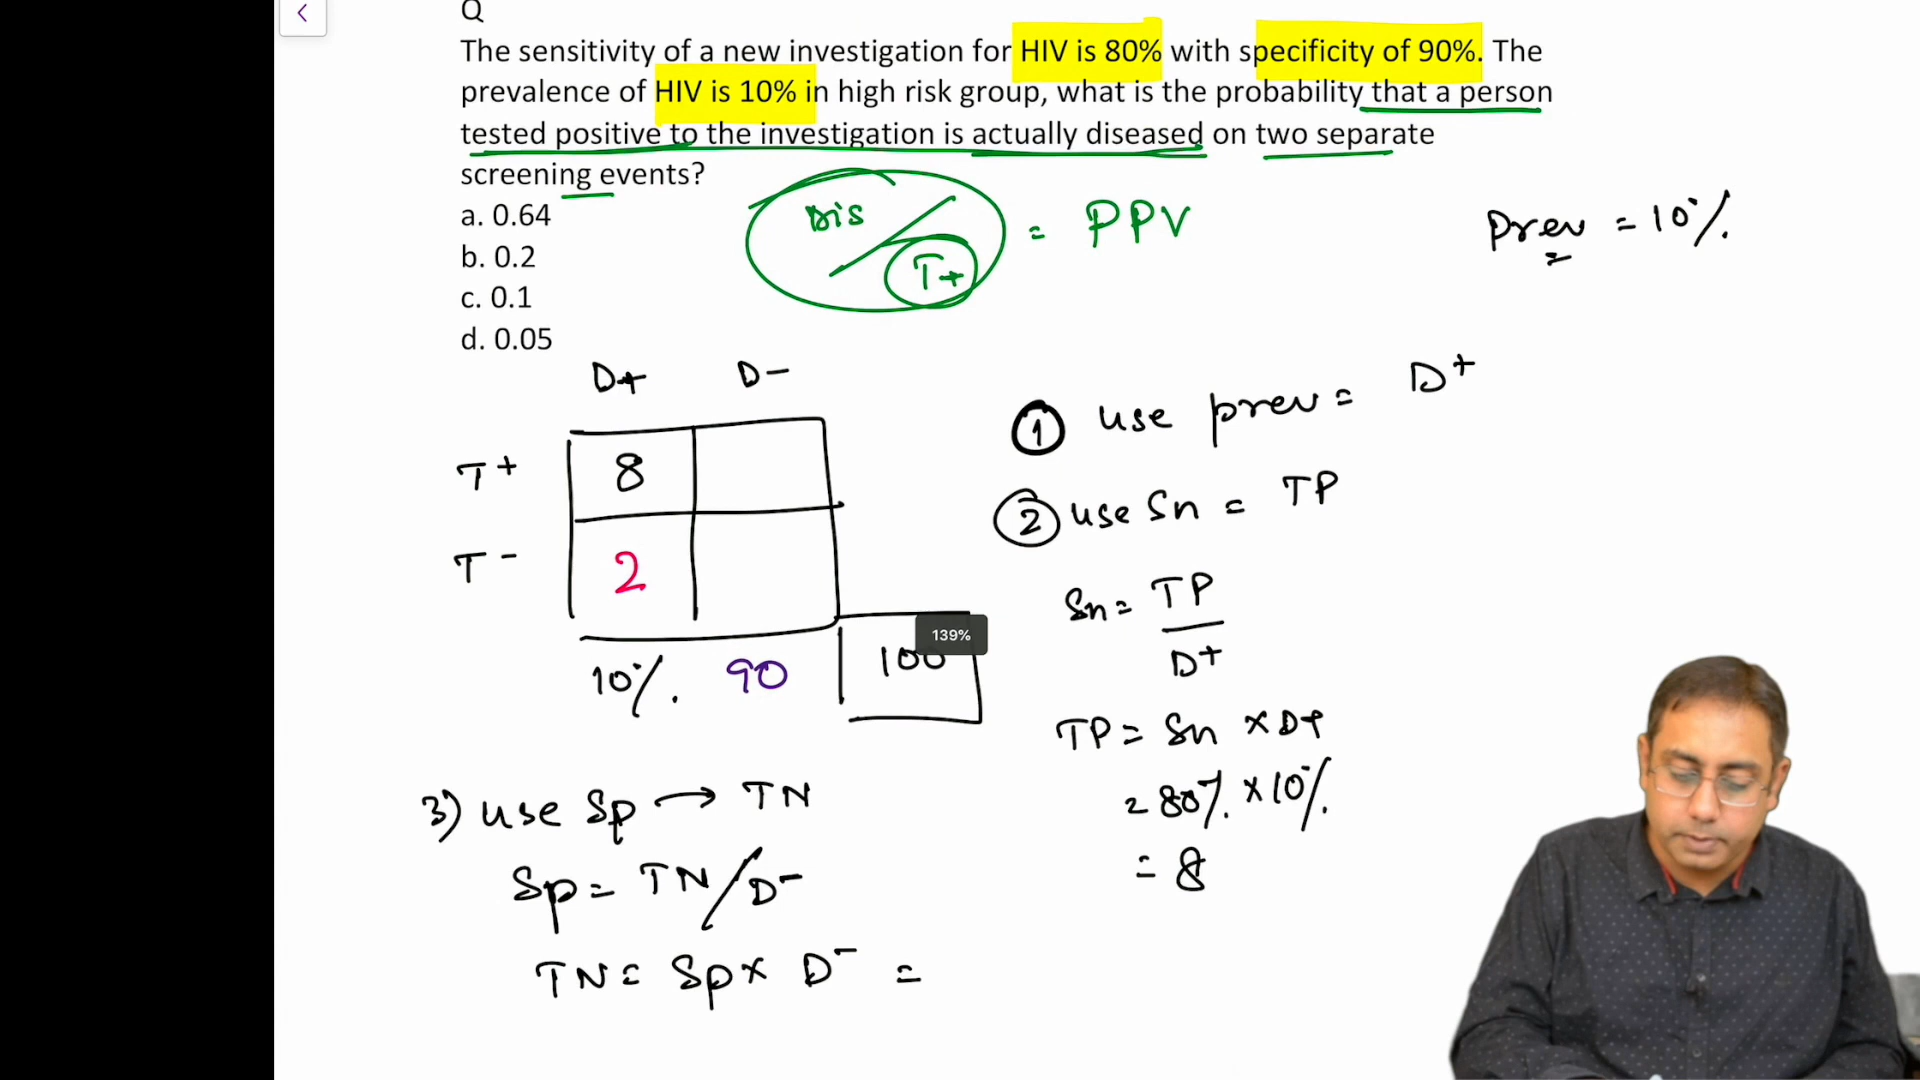 Q
The sensitivity of a new investigation for HIV is 80% with specificity of 90%. The
prevalence of HIV is 10% in high risk group, what is the probability that a person
tested positive to the investigation is actually diseased on two separate
screening events?
a. 0.64
b. 0.2
c. 0.1
d. 0.05
Dis / T+ = PPV
Prev = 10%
D+ D-
T+ 8
T- 2
10%. 90 100
139%
① use prev = D+
② use Sn = TP
Sn = TP
D+
TP = Sn x D+
= 80% x 10%
= 8
3) use Sp → TN
Sp = TN/D-
TN = Sp x D- =